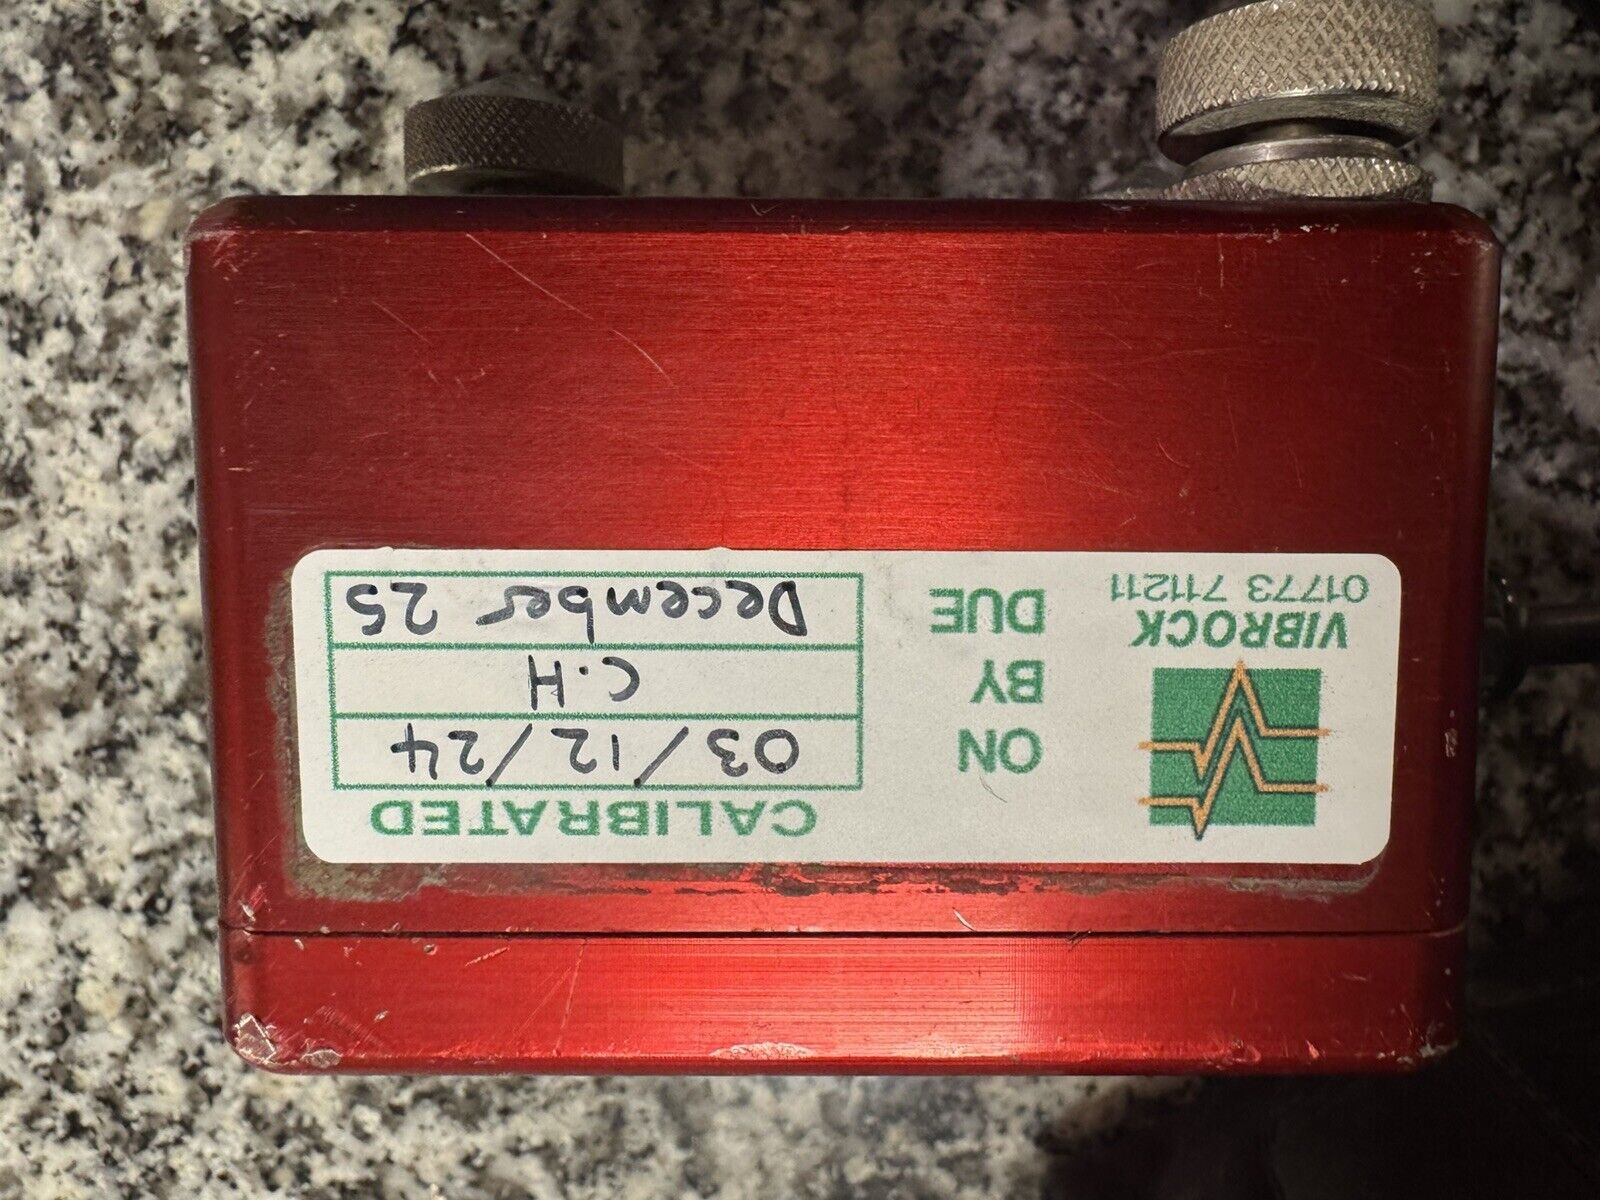 VIBROCK
01773 711211
CALIBRATED
ON 03/12/24
BY C.H
DUE December 25